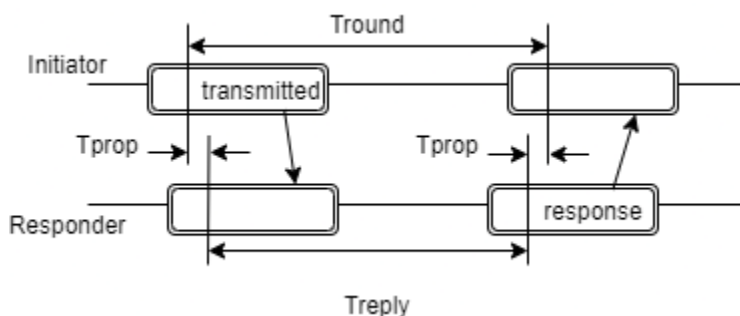 Tround
Initiator
transmitted
Tprop
Tprop
Responder
response
Treply